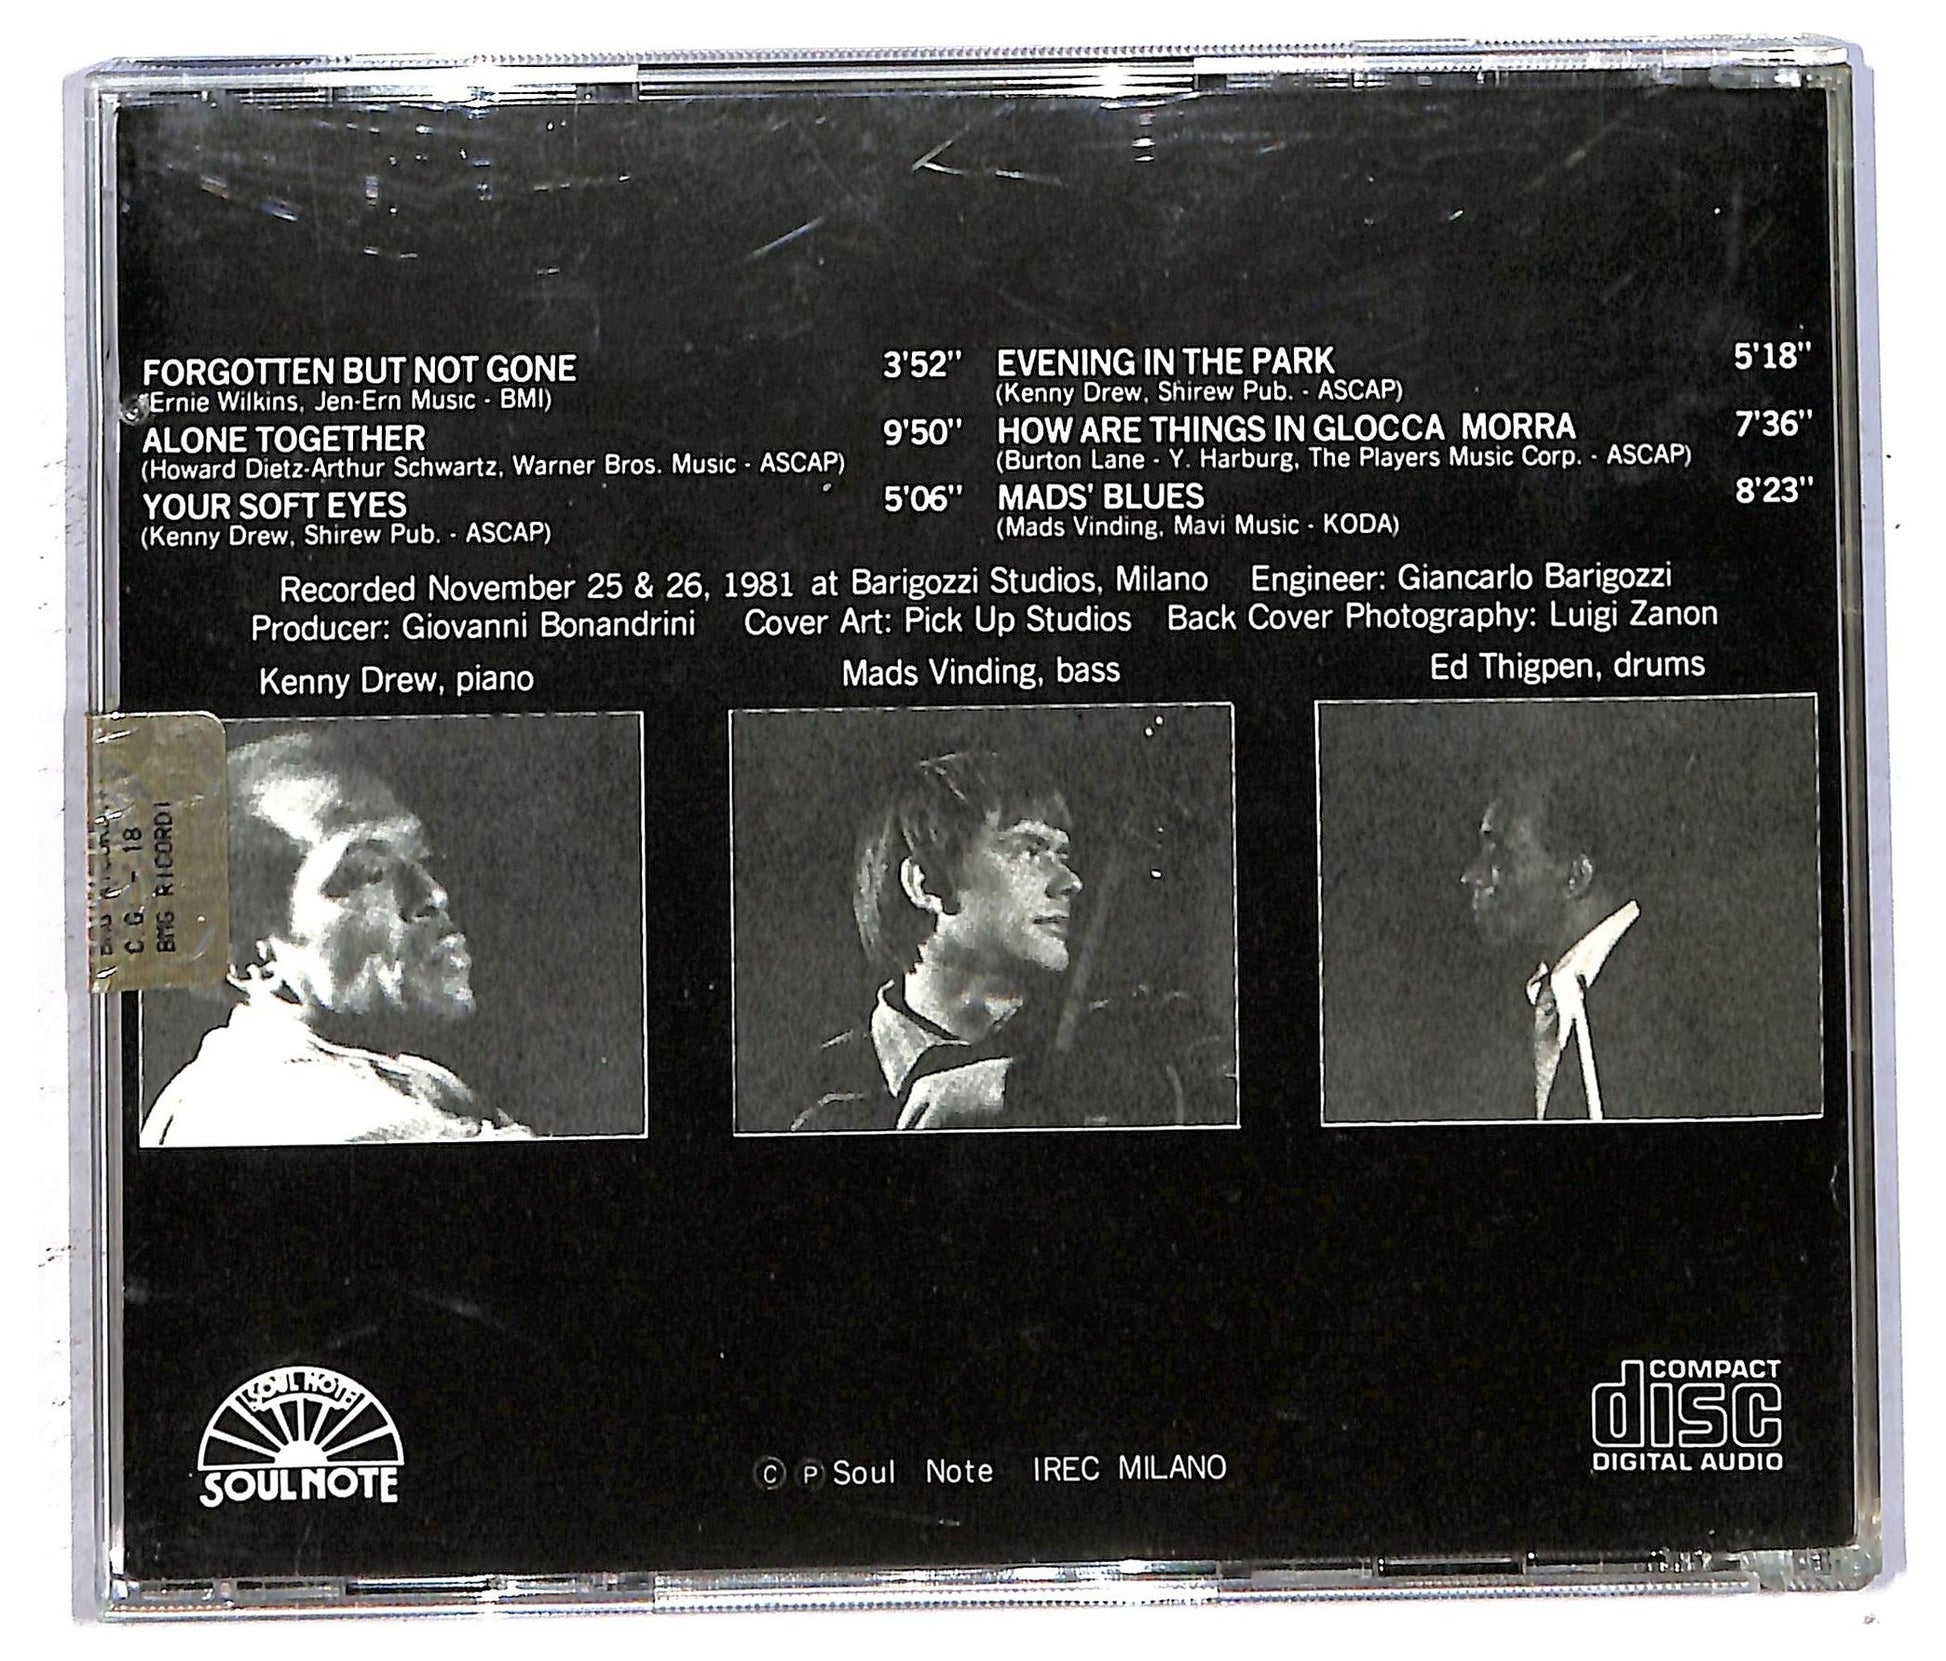 FORGOTTEN BUT NOT GONE 3'52"
(Ernie Wilkins, Jen-Ern Music - BMI)
ALONE TOGETHER 9'50"
(Howard Dietz-Arthur Schwartz, Warner Bros. Music - ASCAP)
YOUR SOFT EYES 5'06"
(Kenny Drew, Shirew Pub. - ASCAP)
EVENING IN THE PARK 5'18"
(Kenny Drew, Shirew Pub. - ASCAP)
HOW ARE THINGS IN GLOCCA MORRA 7'36"
(Burton Lane - Y. Harburg, The Players Music Corp. - ASCAP)
MADS' BLUES 8'23"
(Mads Vinding, Mavi Music - KODA)
Recorded November 25 & 26, 1981 at Barigozzi Studios, Milano Engineer: Giancarlo Barigozzi
Producer: Giovanni Bonandrini Cover Art: Pick Up Studios Back Cover Photography: Luigi Zanon
Kenny Drew, piano
Mads Vinding, bass
Ed Thigpen, drums
C.G. - 18
BMG RICORDI
SOUL NOTE
SOUL NOTE
© ℗ Soul Note IREC MILANO
COMPACT
disc
DIGITAL AUDIO